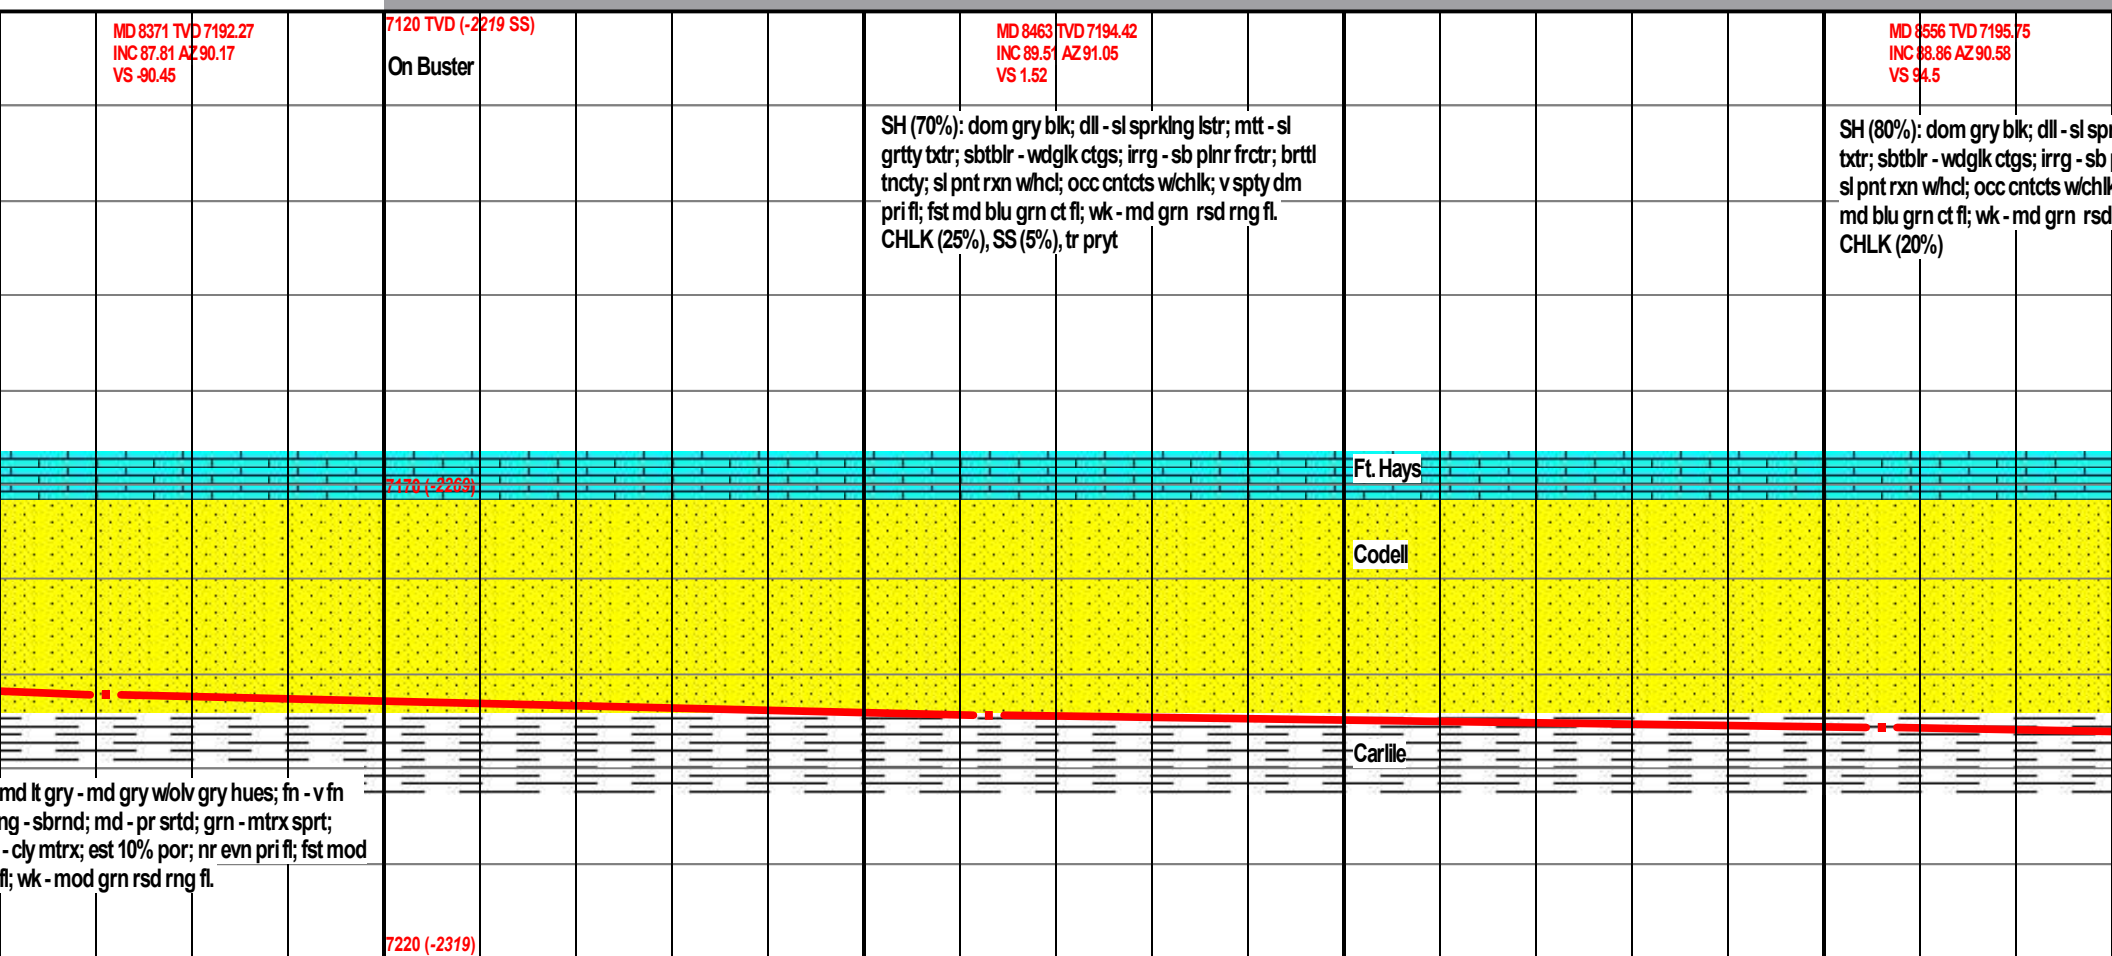 MD 8371 TVD 7192.27
INC 87.81 AZ 90.17
VS -90.45
7120 TVD (-2219 SS)
On Buster
MD 8463 TVD 7194.42
INC 89.51 AZ 91.05
VS 1.52
MD 8556 TVD 7195.75
INC 88.86 AZ 90.58
VS 94.5
SH (70%): dom gry blk; dll - sl sprklng lstr; mtt - sl
grtty txtr; sbtblr - wdglk ctgs; irrg - sb plnr frctr; brttl
tncty; sl pnt rxn w/hcl; occ cntcts w/chlk; v spty dm
pri fl; fst md blu grn ct fl; wk - md grn rsd rng fl.
CHLK (25%), SS (5%), tr pryt
SH (80%): dom gry blk; dll - sl spr
txtr; sbtblr - wdglk ctgs; irrg - sb p
sl pnt rxn w/hcl; occ cntcts w/chlk
md blu grn ct fl; wk - md grn rsd
CHLK (20%)
Ft. Hays
7170 (-2269)
Codell
Carlile
md lt gry - md gry w/olv gry hues; fn - v fn
ng - sbrnd; md - pr srtd; grn - mtrx sprt;
- cly mtrx; est 10% por; nr evn pri fl; fst mod
fl; wk - mod grn rsd rng fl.
7220 (-2319)